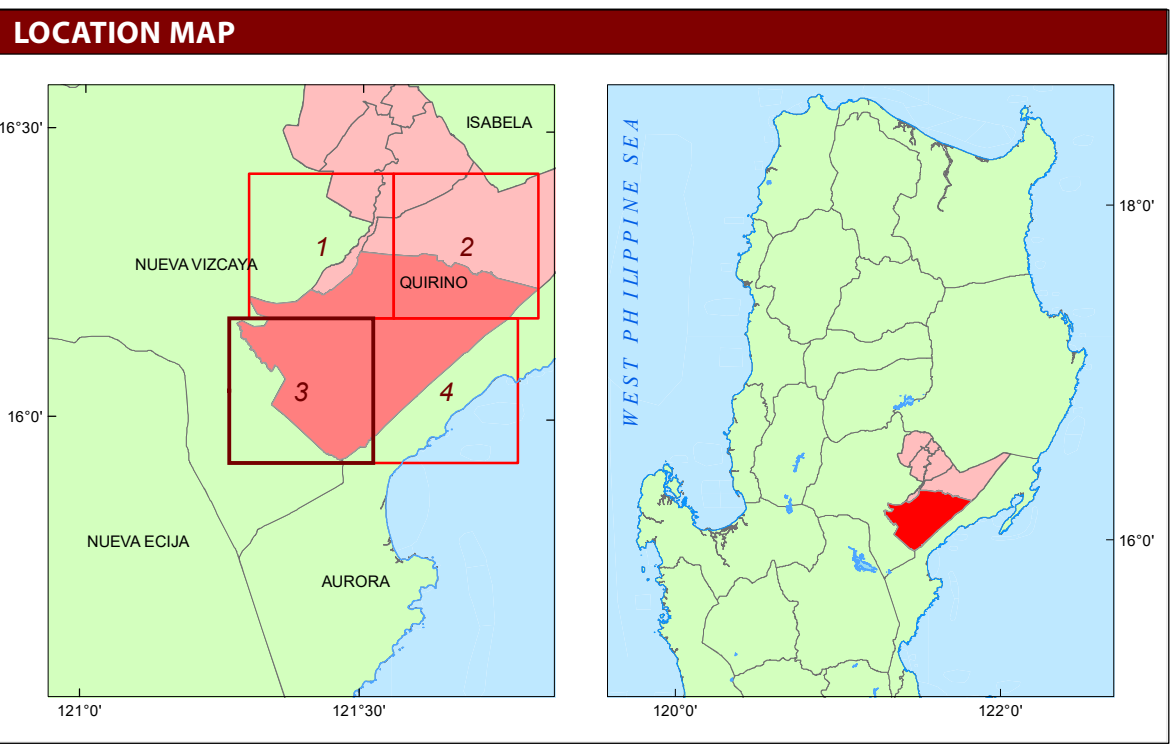 LOCATION MAP
16°30'
ISABELA
1
2
NUEVA VIZCAYA
QUIRINO
3
4
16°0'
NUEVA ECIJA
AURORA
121°0'
121°30'
WEST PHILIPPINE SEA
18°0'
16°0'
120°0'
122°0'